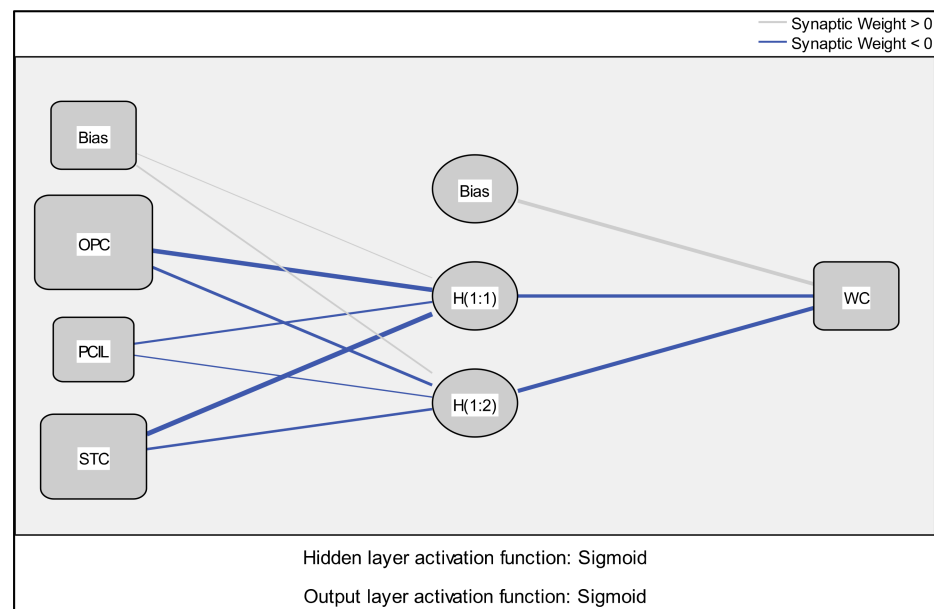 Synaptic Weight > 0
Synaptic Weight < 0
Bias
OPC
PCIL
STC
Bias
H(1:1)
H(1:2)
WC
Hidden layer activation function: Sigmoid
Output layer activation function: Sigmoid